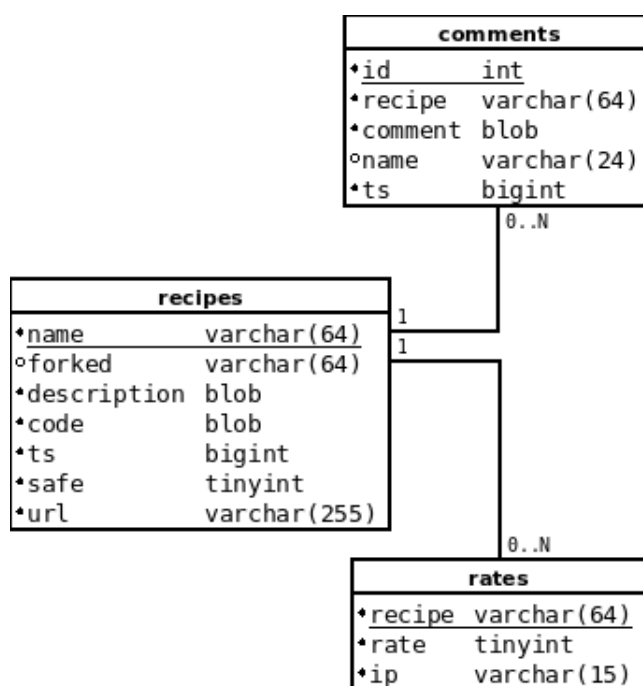 comments
id int
recipe varchar(64)
comment blob
name varchar(24)
ts bigint
0..N
recipes
name varchar(64)
forked varchar(64)
description blob
code blob
ts bigint
safe tinyint
url varchar(255)
1
1
0..N
rates
recipe varchar(64)
rate tinyint
ip varchar(15)